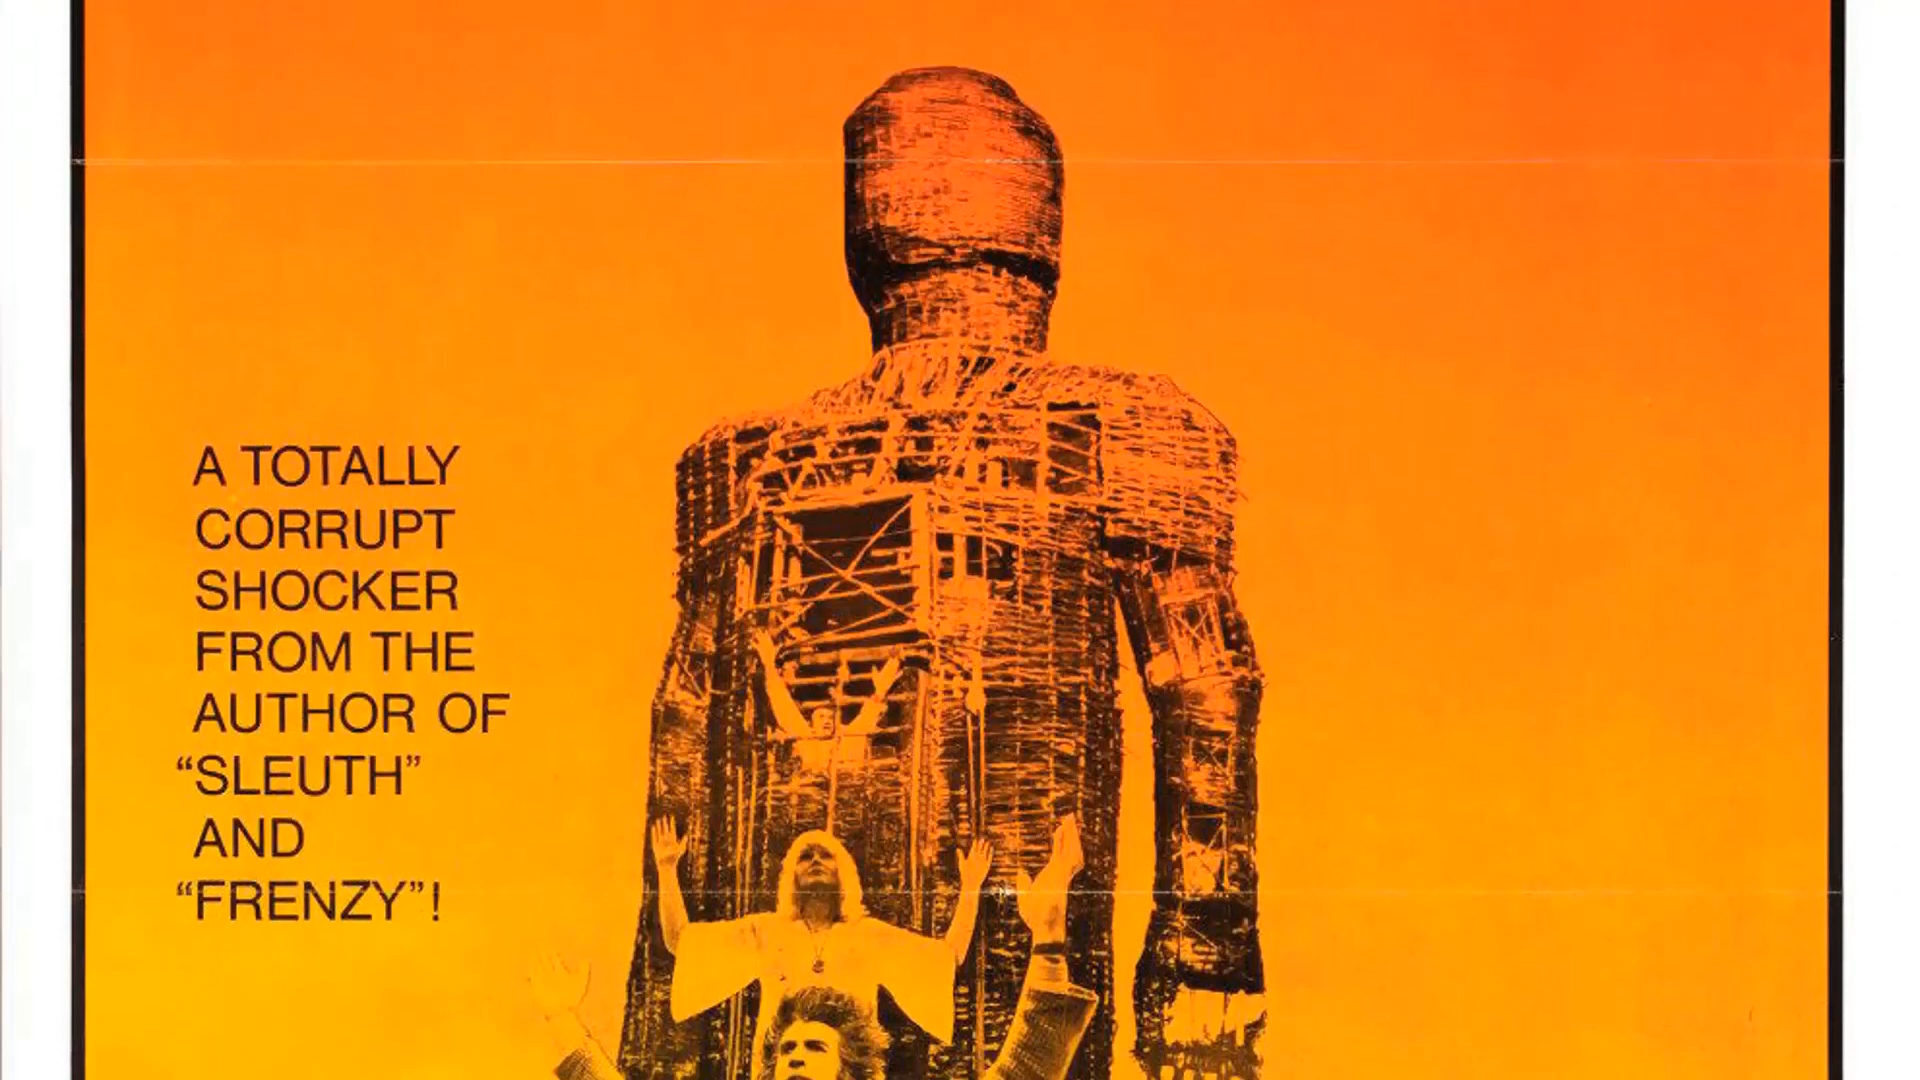 A TOTALLY
CORRUPT
SHOCKER
FROM THE
AUTHOR OF
“SLEUTH”
AND
“FRENZY”!